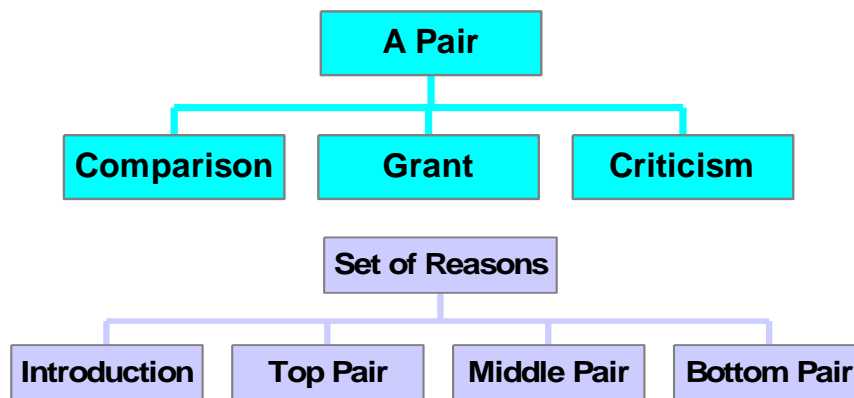 A Pair
Comparison Grant Criticism
Set of Reasons
Introduction Top Pair Middle Pair Bottom Pair